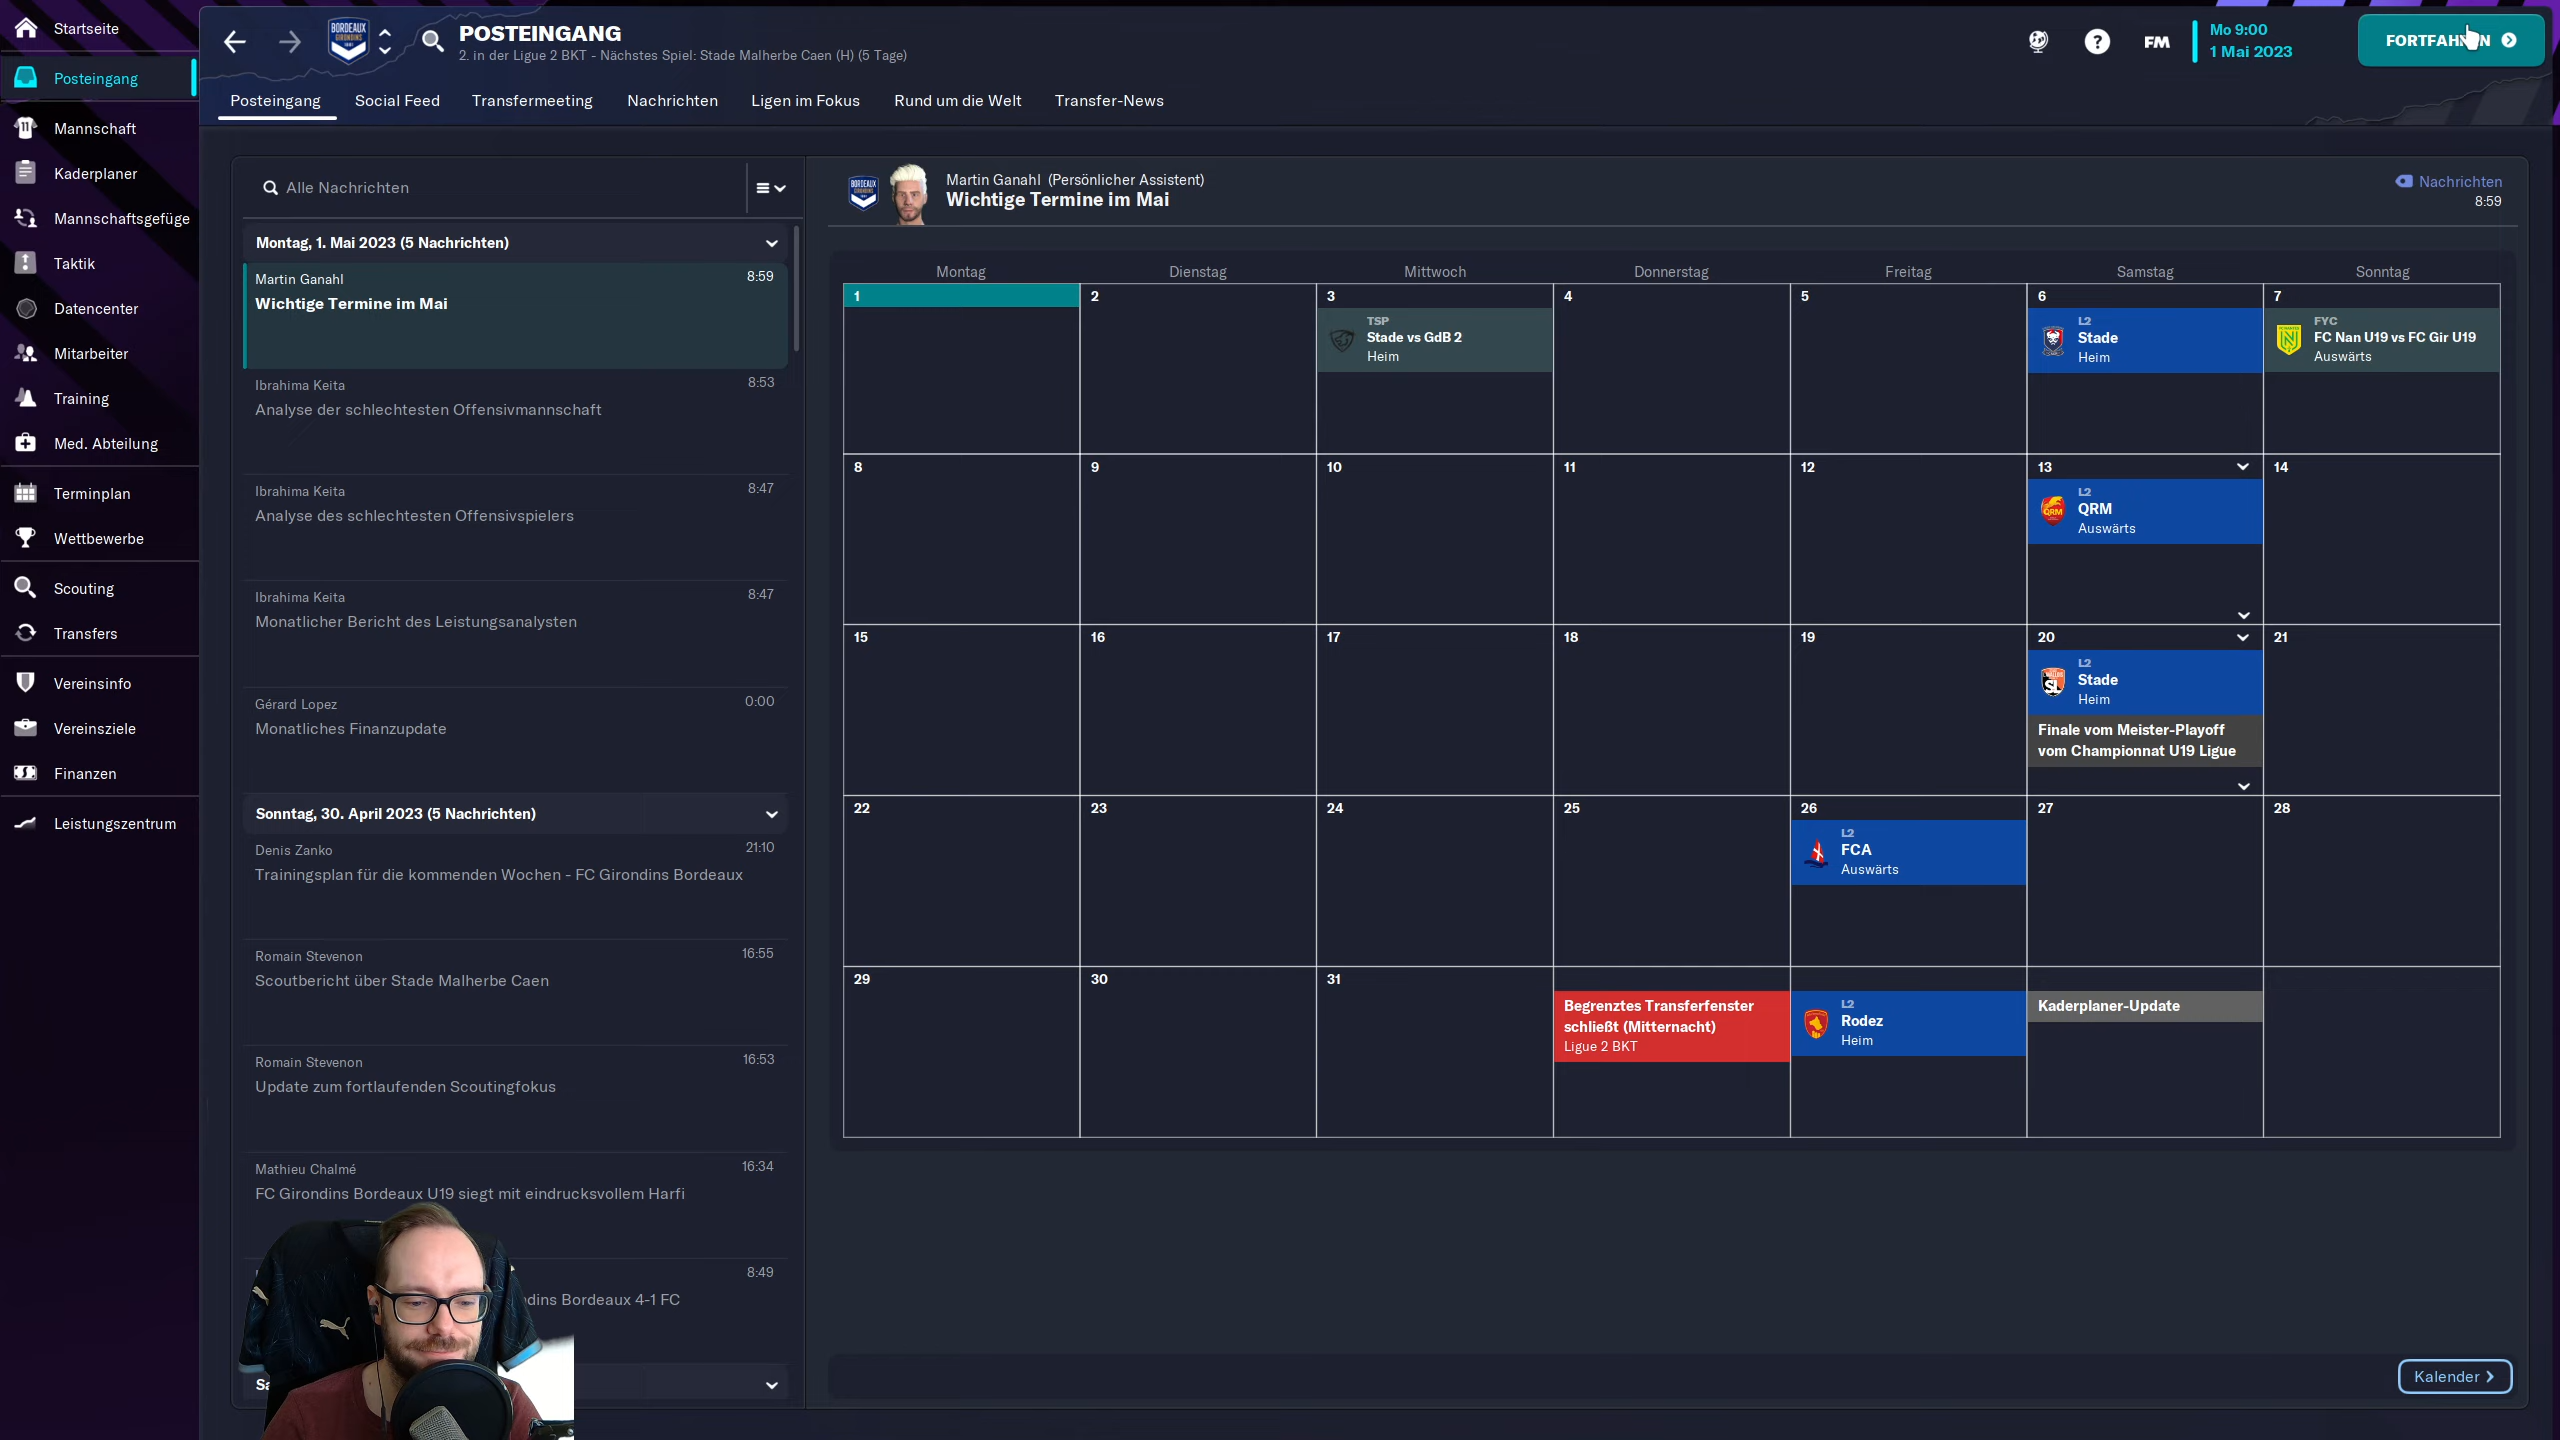 Startseite
Posteingang
Mannschaft
Kaderplaner
Mannschaftsgefüge
Taktik
Datencenter
Mitarbeiter
Training
Med. Abteilung
Terminplan
Wettbewerbe
Scouting
Transfers
Vereinsinfo
Vereinsziele
Finanzen
Leistungszentrum
BORDEAUX
GIRONDINS
POSTEINGANG
2. in der Ligue 2 BKT - Nächstes Spiel: Stade Malherbe Caen (H) (5 Tage)
FM
Mo 9:00
1 Mai 2023
Posteingang
Social Feed
Transfermeeting
Nachrichten
Ligen im Fokus
Rund um die Welt
Transfer-News
Alle Nachrichten
Montag, 1. Mai 2023 (5 Nachrichten)
Martin Ganahl 8:59
Wichtige Termine im Mai
Ibrahima Keita 8:53
Analyse der schlechtesten Offensivmannschaft
Ibrahima Keita 8:47
Analyse des schlechtesten Offensivspielers
Ibrahima Keita 8:47
Monatlicher Bericht des Leistungsanalysten
Gérard Lopez 0:00
Monatliches Finanzupdate
Sonntag, 30. April 2023 (5 Nachrichten)
Denis Zanko 21:10
Trainingsplan für die kommenden Wochen - FC Girondins Bordeaux
Romain Stevenon 16:55
Scoutbericht über Stade Malherbe Caen
Romain Stevenon 16:53
Update zum fortlaufenden Scoutingfokus
Mathieu Chalmé 16:34
FC Girondins Bordeaux U19 siegt mit eindrucksvollem Harfi
8:49
Bordeaux 4-1 FC
Martin Ganahl (Persönlicher Assistent)
Wichtige Termine im Mai
Nachrichten
8:59
Montag Dienstag Mittwoch Donnerstag Freitag Samstag Sonntag
1 2 3 4 5 6 7
TSP
Stade vs GdB 2
Heim
L2
Stade
Heim
FYC
FC Nan U19 vs FC Gir U19
Auswärts
8 9 10 11 12 13 14
L2
QRM
Auswärts
15 16 17 18 19 20 21
L2
Stade
Heim
Finale vom Meister-Playoff
vom Championnat U19 Ligue
22 23 24 25 26 27 28
L2
FCA
Auswärts
29 30 31
Begrenztes Transferfenster
schließt (Mitternacht)
Ligue 2 BKT
L2
Rodez
Heim
Kaderplaner-Update
Kalender